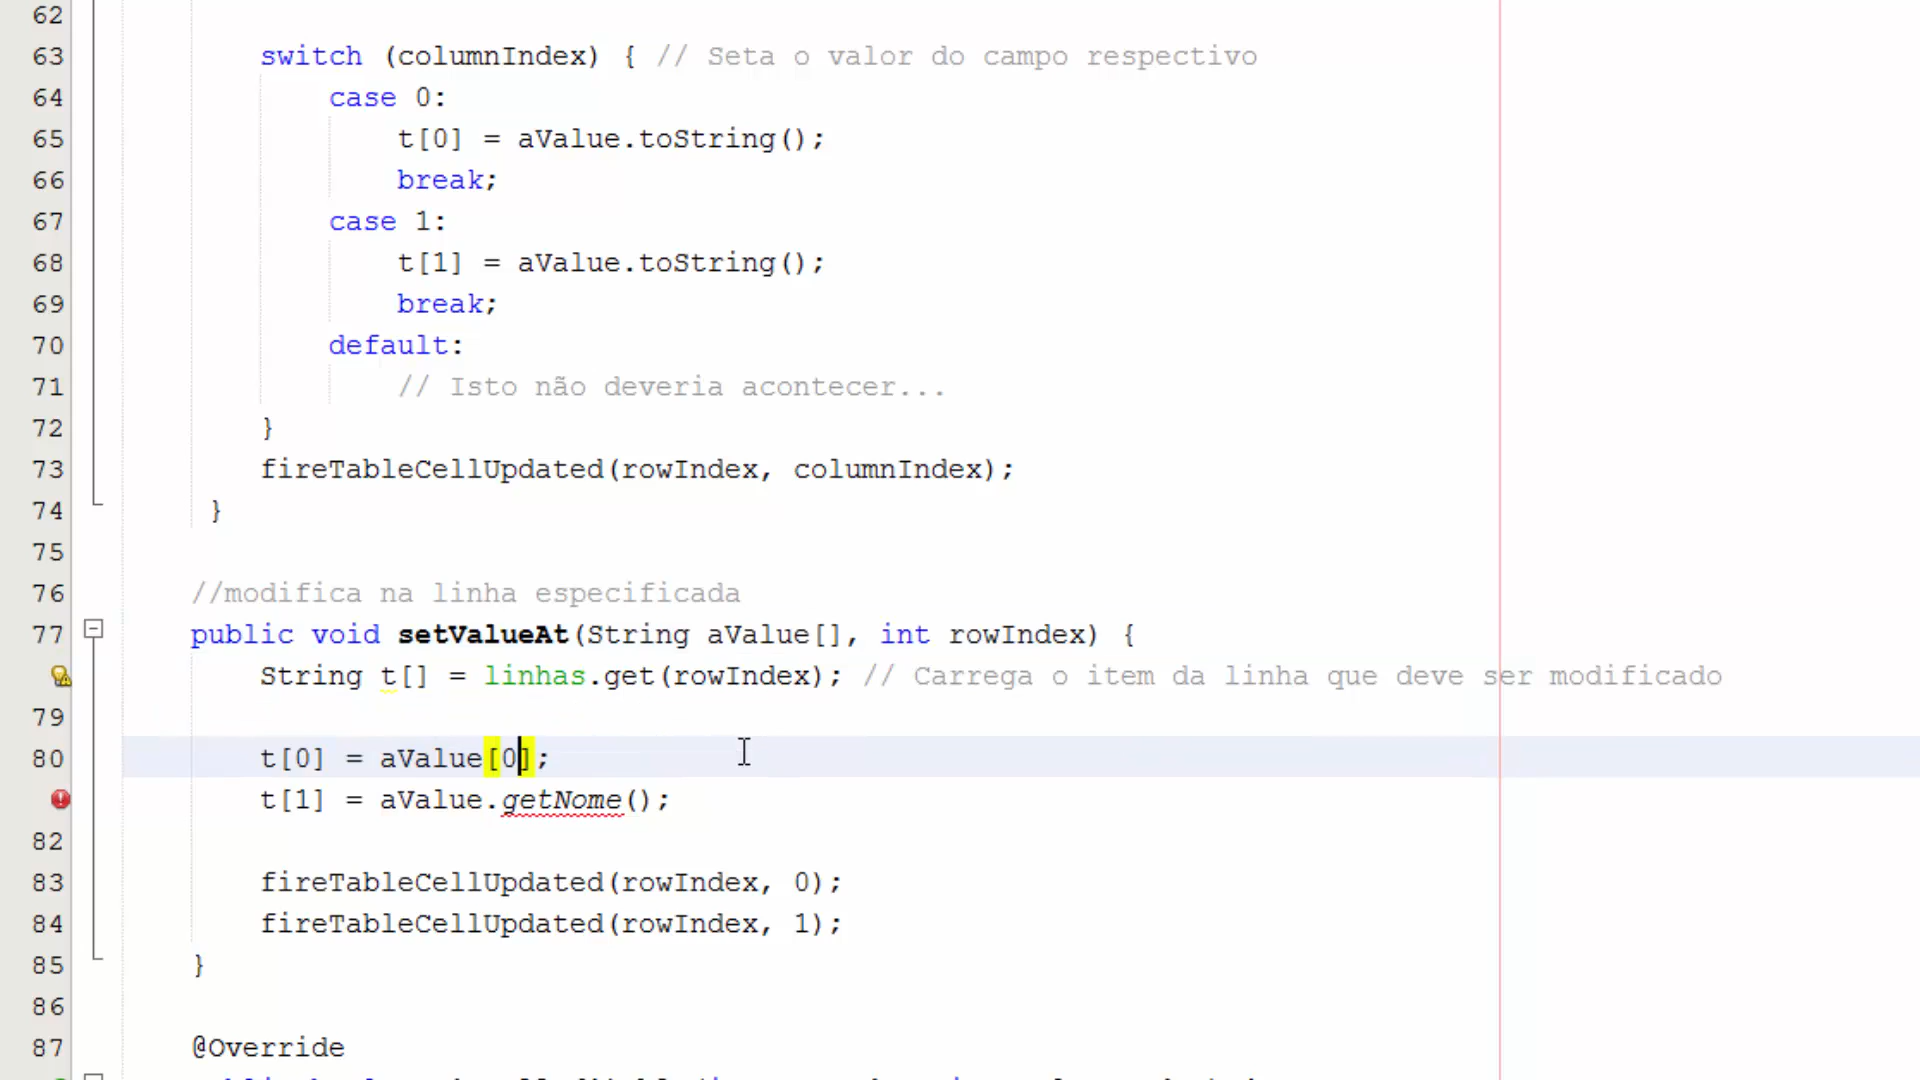 62
63 switch (columnIndex) { // Seta o valor do campo respectivo
64 case 0:
65 t[0] = aValue.toString();
66 break;
67 case 1:
68 t[1] = aValue.toString();
69 break;
70 default:
71 // Isto não deveria acontecer...
72 }
73 fireTableCellUpdated(rowIndex, columnIndex);
74 }
75
76 //modifica na linha especificada
77 public void setValueAt(String aValue[], int rowIndex) {
String t[] = linhas.get(rowIndex); // Carrega o item da linha que deve ser modificado
79
80 t[0] = aValue[0];
t[1] = aValue.getNome();
82
83 fireTableCellUpdated(rowIndex, 0);
84 fireTableCellUpdated(rowIndex, 1);
85 }
86
87 @Override